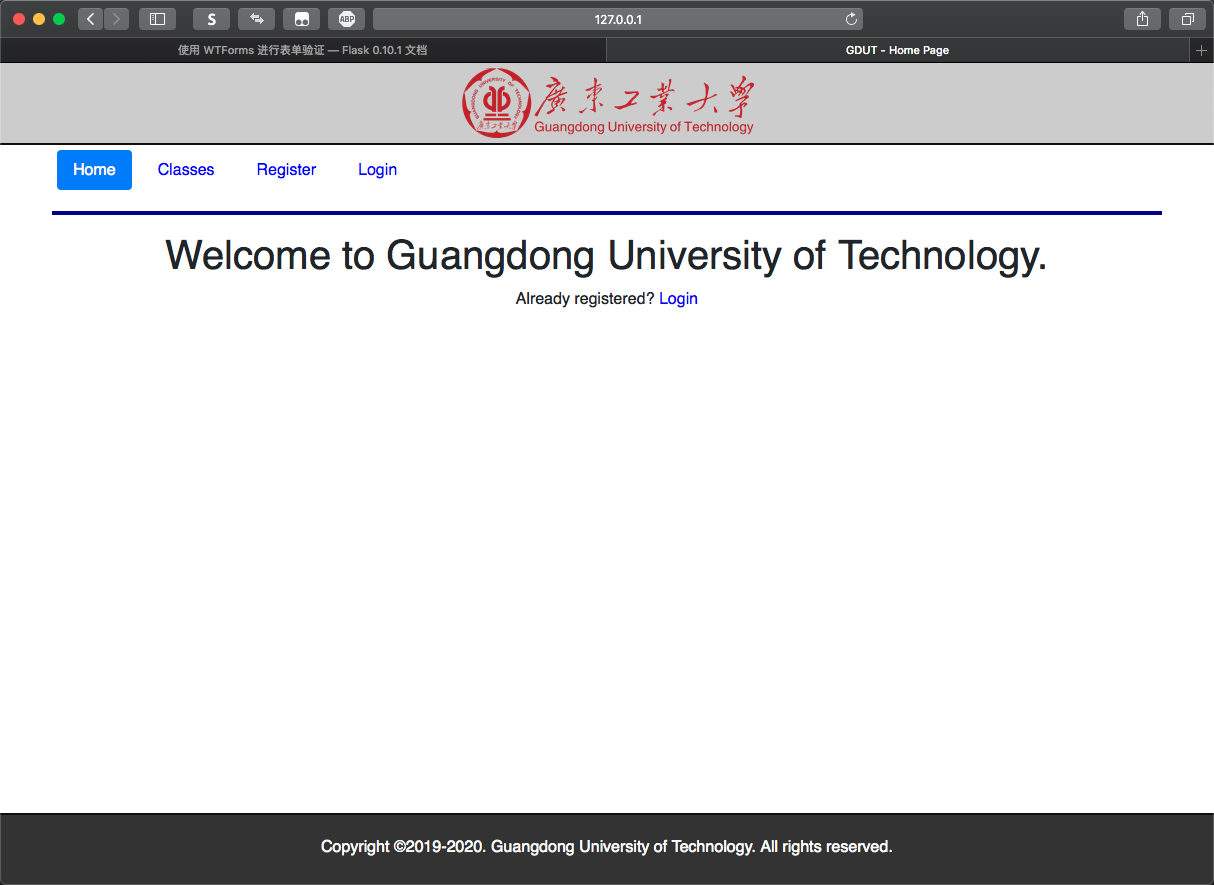 S
ABP
127.0.0.1
使用 WTForms 进行表单验证 — Flask 0.10.1 文档
GDUT - Home Page
廣東工業大學
Guangdong University of Technology
Home
Classes
Register
Login
Welcome to Guangdong University of Technology.
Already registered? Login
Copyright ©2019-2020. Guangdong University of Technology. All rights reserved.